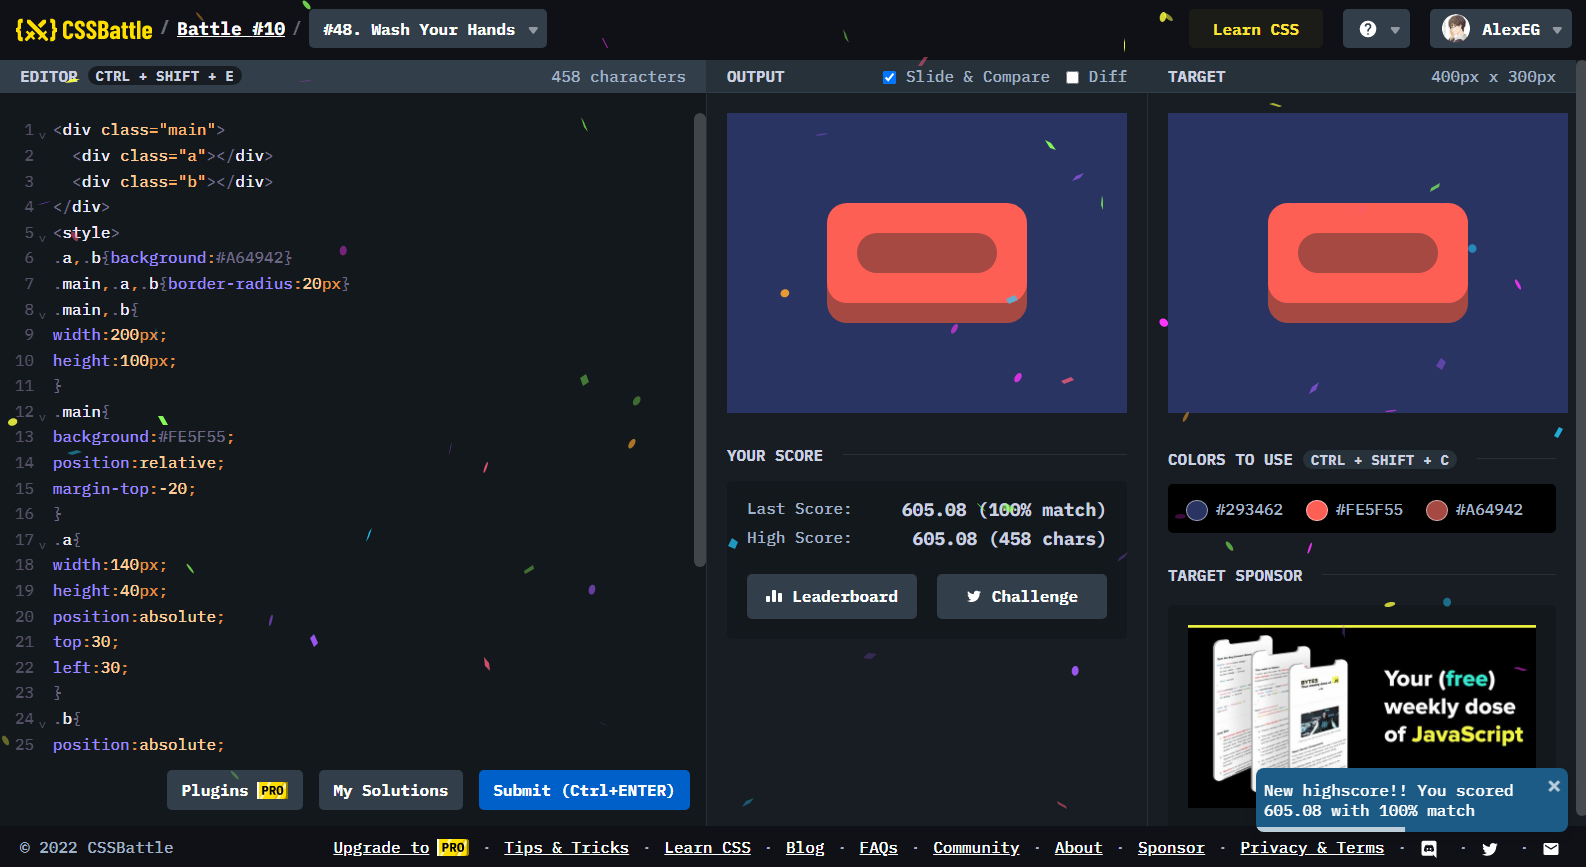 CSSBattle / Battle #10 / #48. Wash Your Hands
Learn CSS
AlexEG
EDITOR CTRL + SHIFT + E
458 characters
OUTPUT
Slide & Compare
Diff
TARGET
400px x 300px
1 <div class="main">
2 <div class="a"></div>
3 <div class="b"></div>
4 </div>
5 <style>
6 .a,.b{background:#A64942}
7 .main,.a,.b{border-radius:20px}
8 .main,.b{
9 width:200px;
10 height:100px;
11 }
12 .main{
13 background:#FE5F55;
14 position:relative;
15 margin-top:-20;
16 }
17 .a{
18 width:140px;
19 height:40px;
20 position:absolute;
21 top:30;
22 left:30;
23 }
24 .b{
25 position:absolute;
Plugins PRO
My Solutions
Submit (Ctrl+ENTER)
YOUR SCORE
Last Score: 605.08 (100% match)
High Score: 605.08 (458 chars)
Leaderboard
Challenge
COLORS TO USE CTRL + SHIFT + C
#293462 #FE5F55 #A64942
TARGET SPONSOR
BYTES
Your (free)
weekly dose
of JavaScript
New highscore!! You scored
605.08 with 100% match
© 2022 CSSBattle
Upgrade to PRO · Tips & Tricks · Learn CSS · Blog · FAQs · Community · About · Sponsor · Privacy & Terms